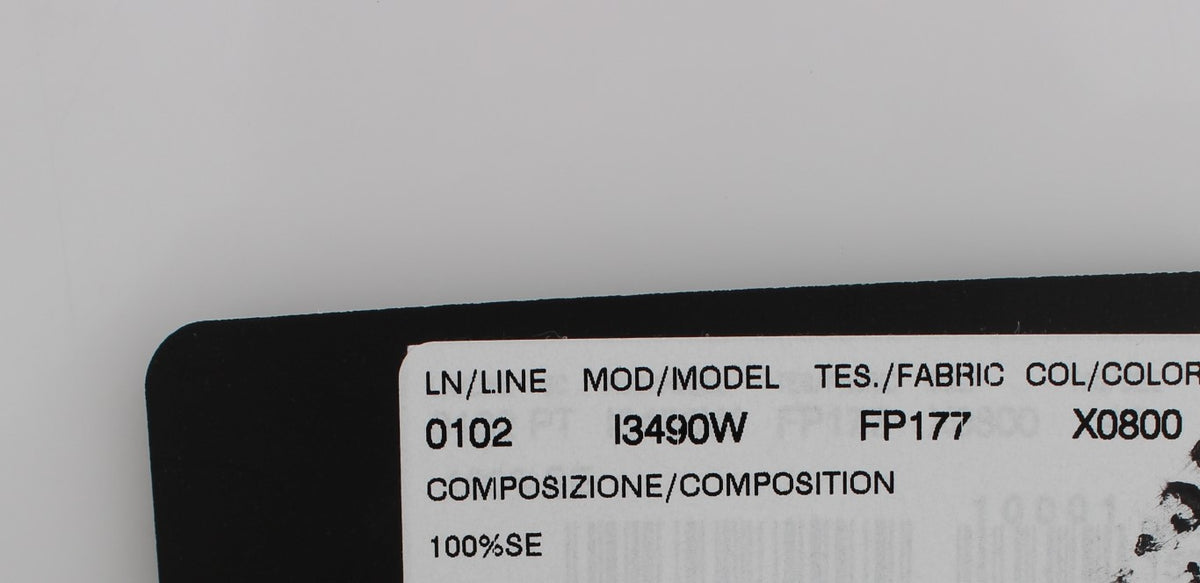 LN/LINE MOD/MODEL TES./FABRIC COL/COLOR
0102 I3490W FP177 X0800
COMPOSIZIONE/COMPOSITION
100%SE